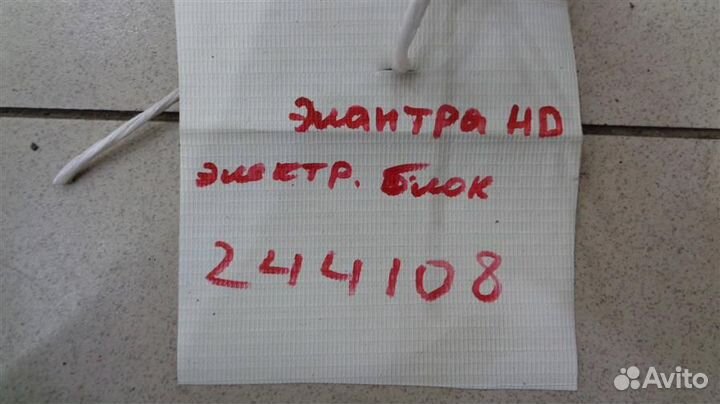 Элантра HD
электр. блок
244108
Avito